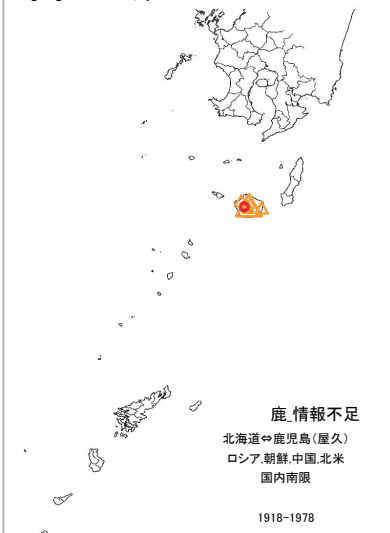 鹿_情報不足
北海道⇔鹿児島(屋久)
ロシア,朝鮮,中国,北米
国内南限
1918-1978